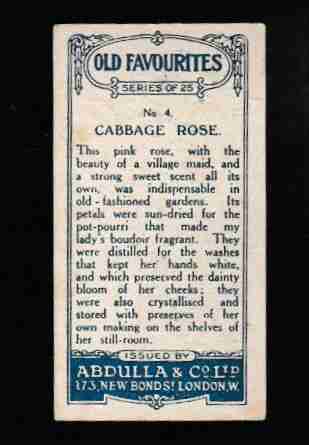 OLD FAVOURITES
SERIES OF 25
No 4.
CABBAGE ROSE.
This pink rose, with the
beauty of a village maid, and
a strong sweet scent all its
own, was indispensable in
old-fashioned gardens. Its
petals were sun-dried for the
pot-pourri that made my
lady's boudoir fragrant. They
were distilled for the washes
that kept her hands white,
and which preserved the dainty
bloom of her cheeks; they
were also crystallised and
stored with preserves of her
own making on the shelves of
her still-room.
ISSUED BY
ABDULLA & CO. LTD
173, NEW BOND ST LONDON.W.